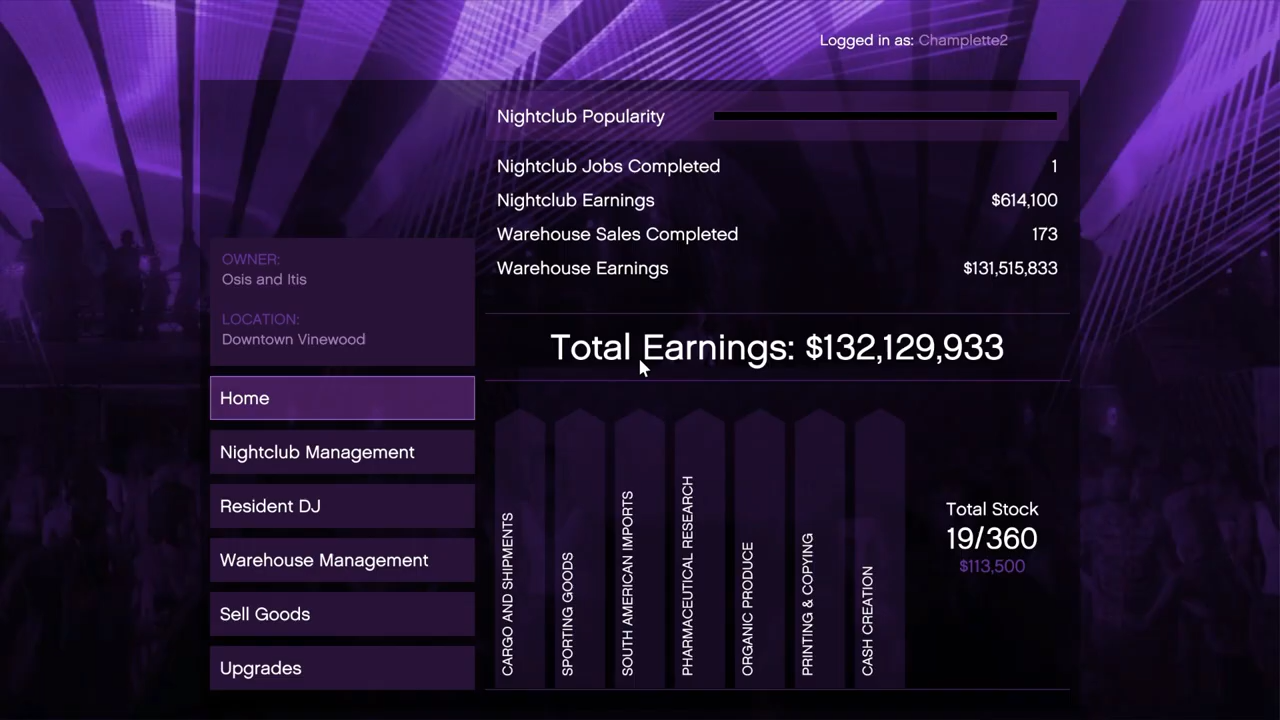 Logged in as: Champlette2
Nightclub Popularity
Nightclub Jobs Completed 1
Nightclub Earnings $614,100
Warehouse Sales Completed 173
Warehouse Earnings $131,515,833
OWNER:
Osis and Itis
LOCATION:
Downtown Vinewood
Total Earnings: $132,129,933
Home
Nightclub Management
Resident DJ
Warehouse Management
Sell Goods
Upgrades
CARGO AND SHIPMENTS
SPORTING GOODS
SOUTH AMERICAN IMPORTS
PHARMACEUTICAL RESEARCH
ORGANIC PRODUCE
PRINTING & COPYING
CASH CREATION
Total Stock
19/360
$113,500